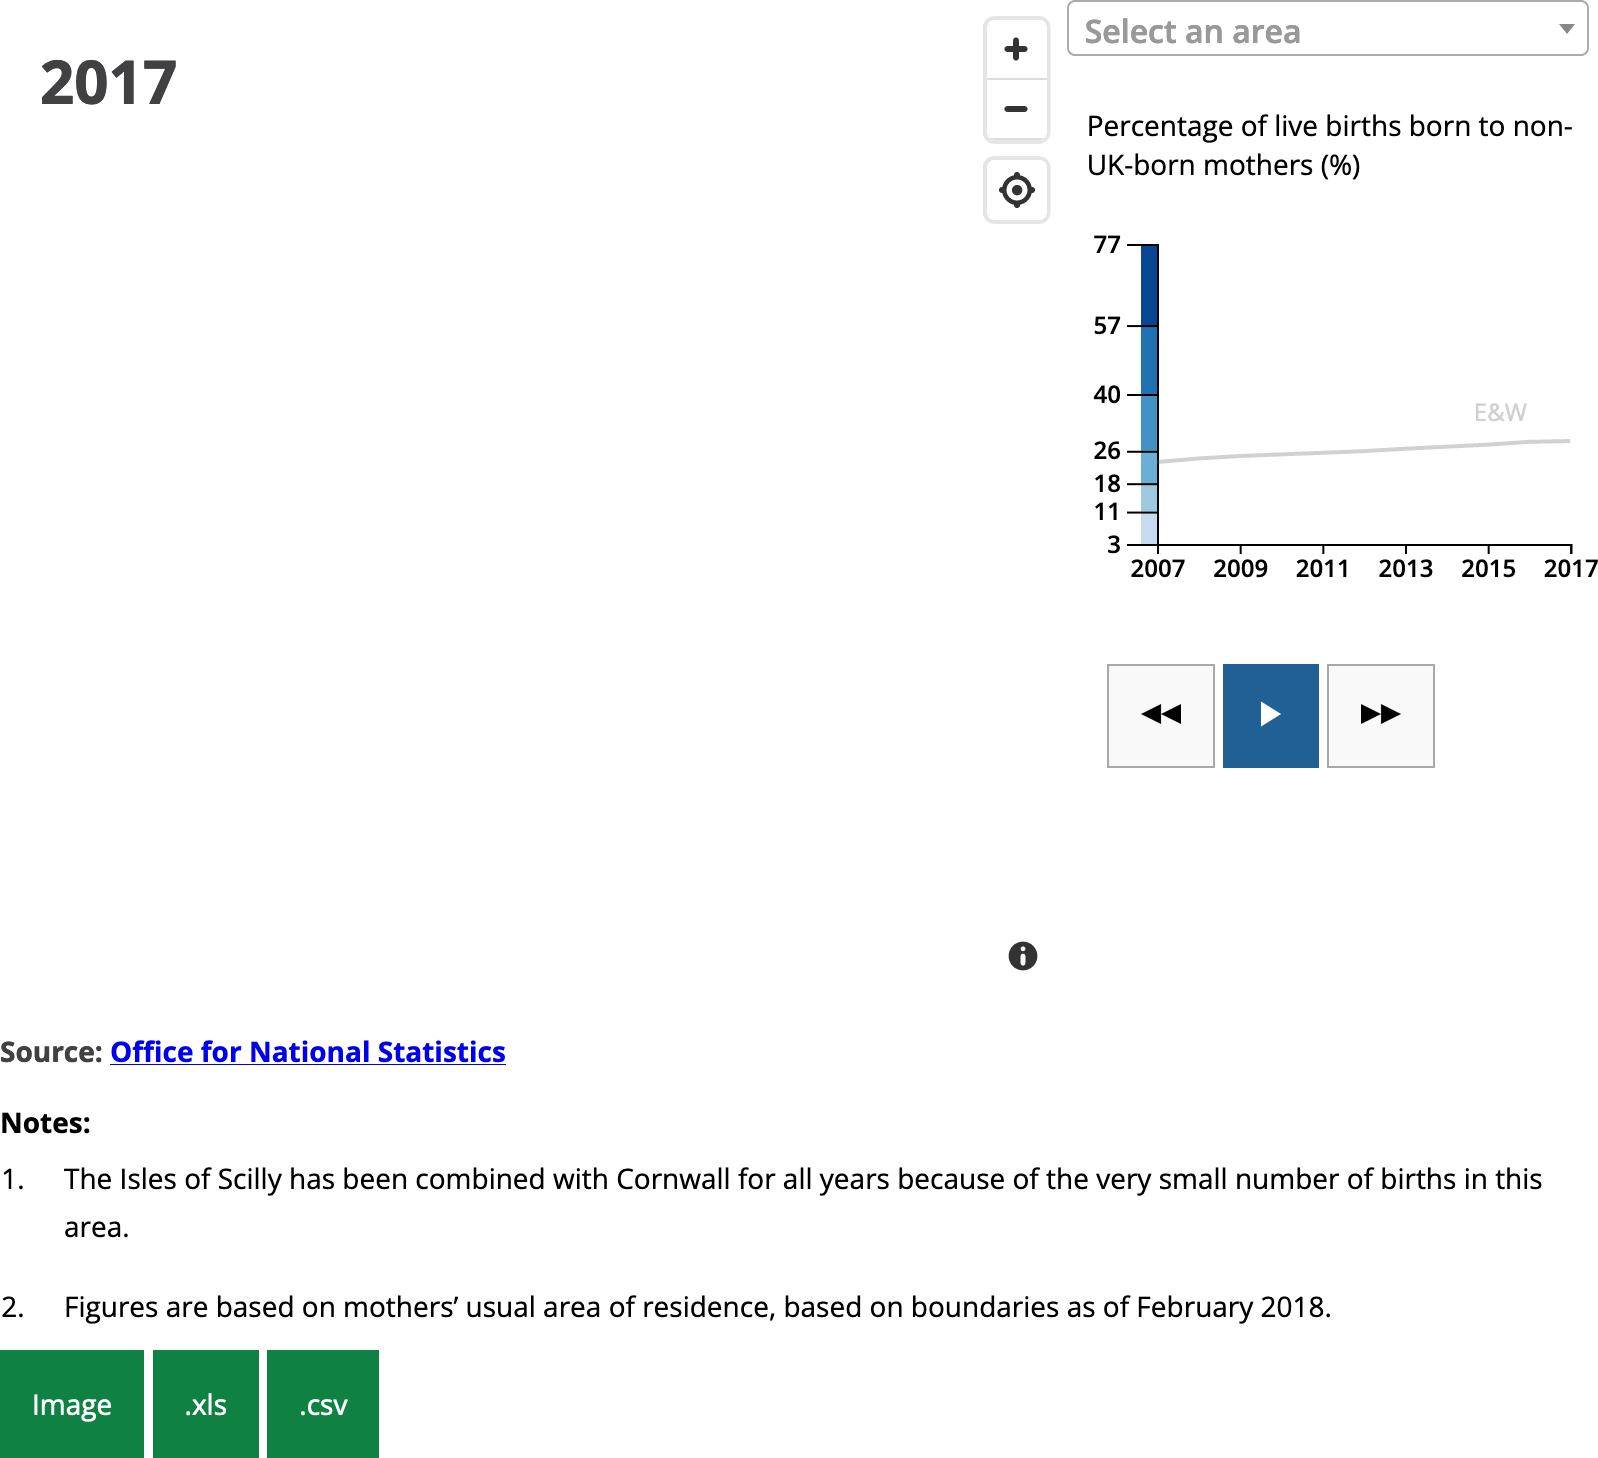 2017
Select an area
Percentage of live births born to non-
UK-born mothers (%)
77
57
40
26
18
11
3
E&W
2007 2009 2011 2013 2015 2017
Source: Office for National Statistics
Notes:
1. The Isles of Scilly has been combined with Cornwall for all years because of the very small number of births in this
area.
2. Figures are based on mothers’ usual area of residence, based on boundaries as of February 2018.
Image .xls .csv